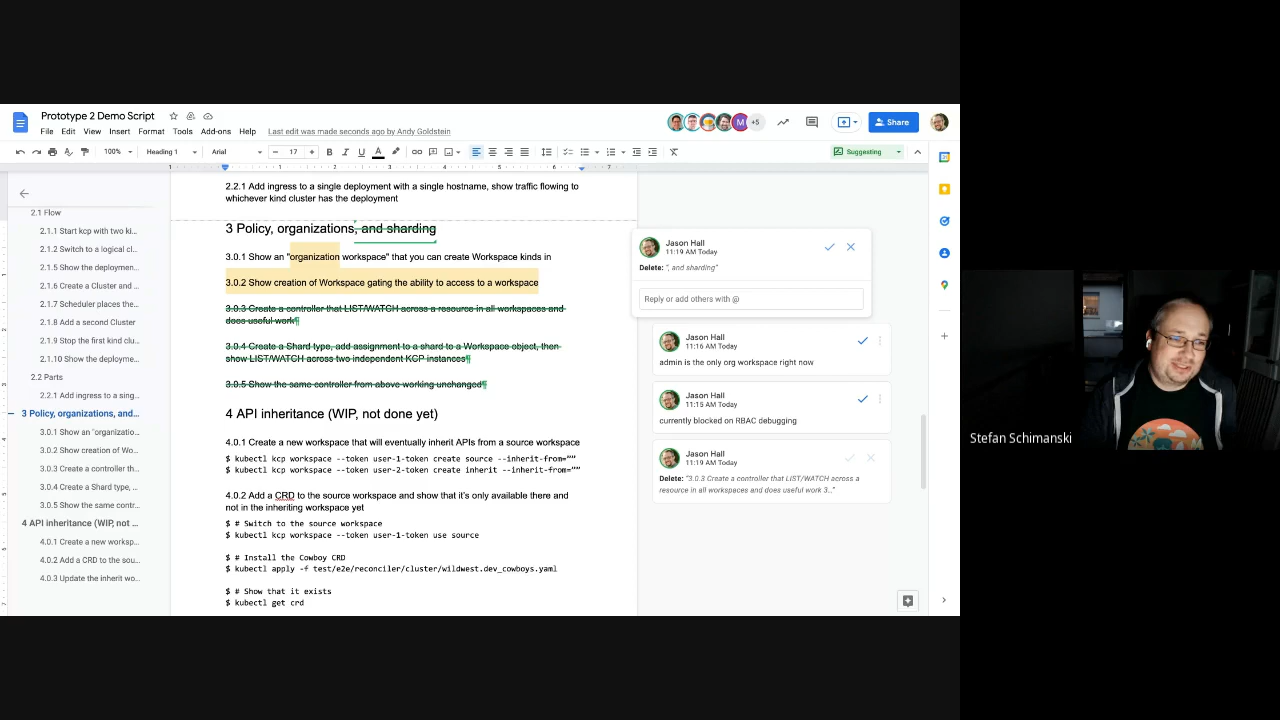 Prototype 2 Demo Script
File Edit View Insert Format Tools Add-ons Help Last edit was made seconds ago by Andy Goldstein
M +5
Share
100% Heading 1 Arial 17
Suggesting
1 1 2 3 4 5 6 7
2.1 Flow
2.1.1 Start kcp with two ki...
2.1.2 Switch to a logical cl...
2.1.5 Show the deploymen...
2.1.6 Create a Cluster and ...
2.1.7 Scheduler places the...
2.1.8 Add a second Cluster
2.1.9 Stop the first kind clu...
2.1.10 Show the deployme...
2.2 Parts
2.2.1 Add ingress to a sing...
3 Policy, organizations, and...
3.0.1 Show an "organizatio...
3.0.2 Show creation of Wo...
3.0.3 Create a controller th...
3.0.4 Create a Shard type, ...
3.0.5 Show the same contr...
4 API inheritance (WIP, not ...
4.0.1 Create a new worksp...
4.0.2 Add a CRD to the sou...
4.0.3 Update the inherit wo...
2.2.1 Add ingress to a single deployment with a single hostname, show traffic flowing to
whichever kind cluster has the deployment
3 Policy, organizations, and sharding
3.0.1 Show an "organization workspace" that you can create Workspace kinds in
3.0.2 Show creation of Workspace gating the ability to access to a workspace
3.0.3 Create a controller that LIST/WATCH across a resource in all workspaces and
does useful work¶
3.0.4 Create a Shard type, add assignment to a shard to a Workspace object, then
show LIST/WATCH across two independent KCP instances¶
3.0.5 Show the same controller from above working unchanged¶
4 API inheritance (WIP, not done yet)
4.0.1 Create a new workspace that will eventually inherit APIs from a source workspace
$ kubectl kcp workspace --token user-1-token create source --inherit-from=””
$ kubectl kcp workspace --token user-2-token create inherit --inherit-from=””
4.0.2 Add a CRD to the source workspace and show that it's only available there and
not in the inheriting workspace yet
$ # Switch to the source workspace
$ kubectl kcp workspace --token user-1-token use source
$ # Install the Cowboy CRD
$ kubectl apply -f test/e2e/reconciler/cluster/wildwest.dev_cowboys.yaml
$ # Show that it exists
$ kubectl get crd
Jason Hall
11:19 AM Today
Delete: ", and sharding"
Reply or add others with @
Jason Hall
11:16 AM Today
admin is the only org workspace right now
Jason Hall
11:15 AM Today
currently blocked on RBAC debugging
Jason Hall
11:19 AM Today
Delete: "3.0.3 Create a controller that LIST/WATCH across a
resource in all workspaces and does useful work 3..."
Stefan Schimanski